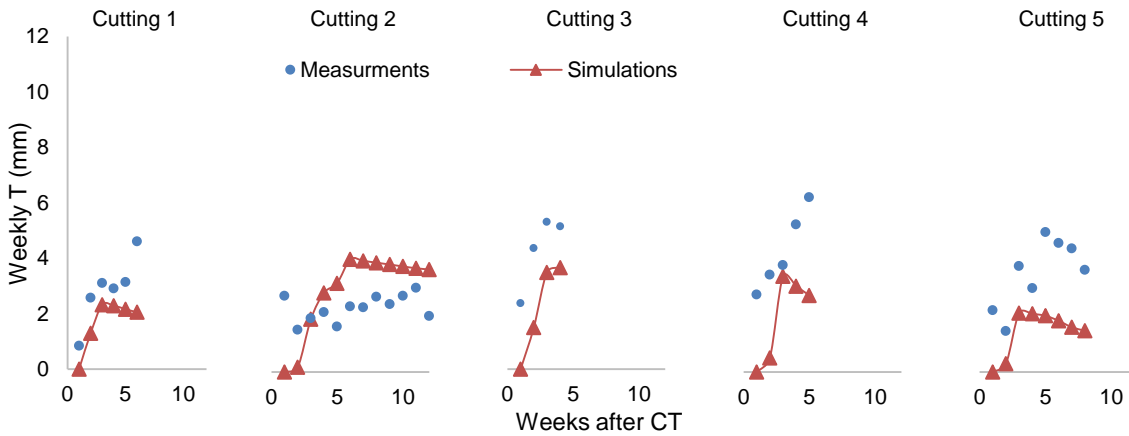 Cutting 1 Cutting 2 Cutting 3 Cutting 4 Cutting 5
12
Measurments Simulations
10
8
6
4
2
0
Weekly T (mm)
0 5 10 0 5 10 0 5 10 0 5 10 0 5 10
Weeks after CT